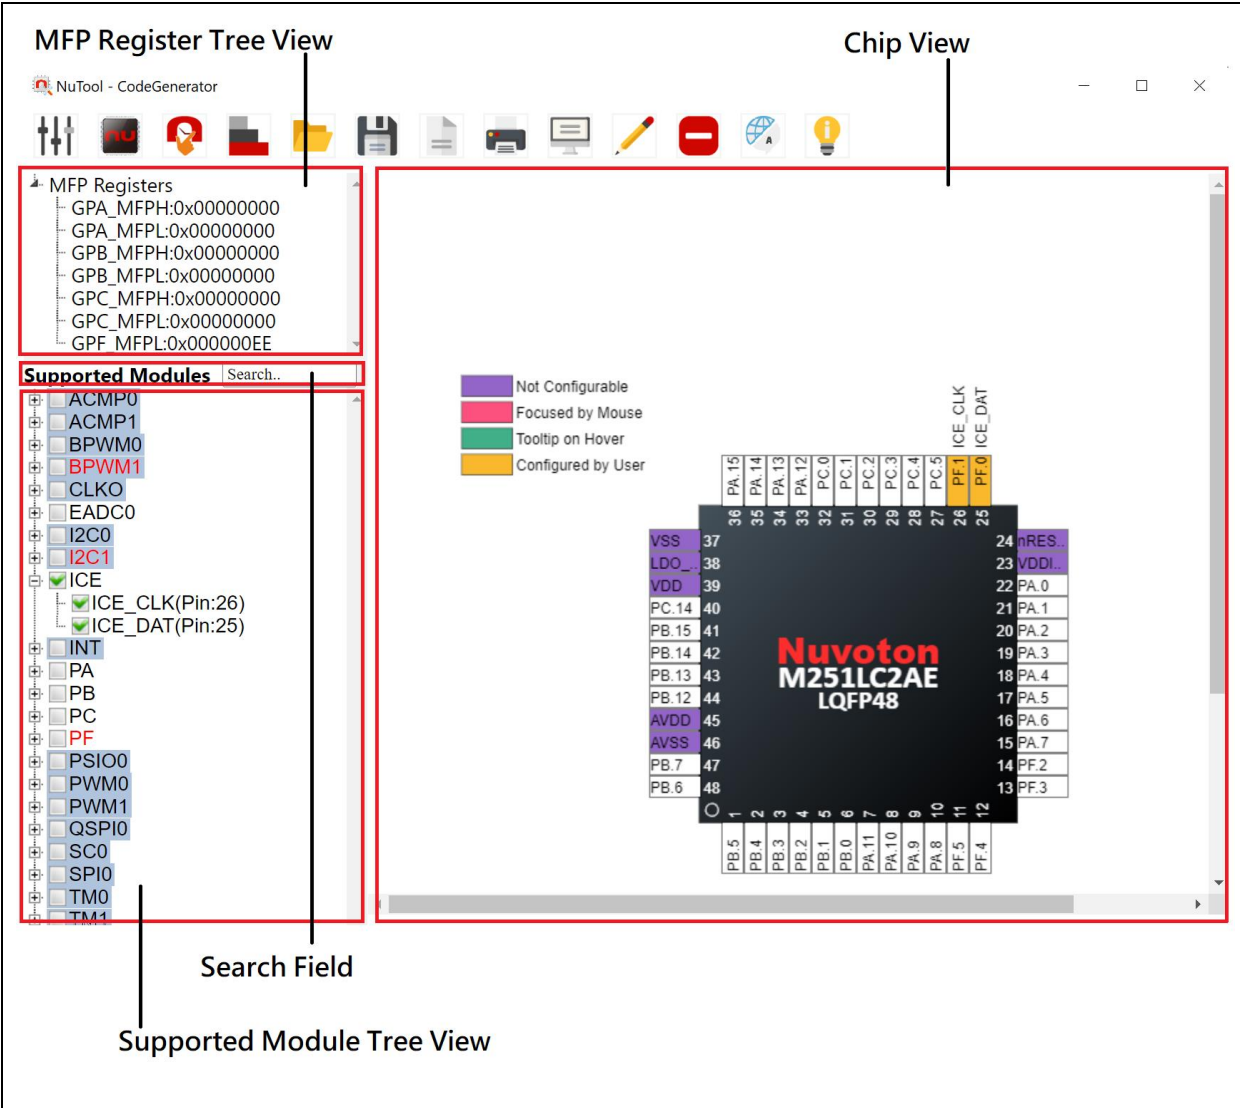 MFP Register Tree View
Chip View
NuTool - CodeGenerator
nu
A
MFP Registers
GPA_MFPH:0x00000000
GPA_MFPL:0x00000000
GPB_MFPH:0x00000000
GPB_MFPL:0x00000000
GPC_MFPH:0x00000000
GPC_MFPL:0x00000000
GPF_MFPL:0x000000EE
Supported Modules Search..
ACMP0
ACMP1
BPWM0
BPWM1
CLKO
EADC0
I2C0
I2C1
ICE
ICE_CLK(Pin:26)
ICE_DAT(Pin:25)
INT
PA
PB
PC
PF
PSIO0
PWM0
PWM1
QSPI0
SC0
SPI0
TM0
TM1
Not Configurable
Focused by Mouse
Tooltip on Hover
Configured by User
ICE_CLK
ICE_DAT
PA.15
PA.14
PA.13
PA.12
PC.0
PC.1
PC.2
PC.3
PC.4
PC.5
PF.1
PF.0
36
35
34
33
32
31
30
29
28
27
26
25
VSS 37
LDO_.. 38
VDD 39
PC.14 40
PB.15 41
PB.14 42
PB.13 43
PB.12 44
AVDD 45
AVSS 46
PB.7 47
PB.6 48
Nuvoton
M251LC2AE
LQFP48
24 nRES..
23 VDDI..
22 PA.0
21 PA.1
20 PA.2
19 PA.3
18 PA.4
17 PA.5
16 PA.6
15 PA.7
14 PF.2
13 PF.3
1
2
3
4
5
6
7
8
9
10
11
12
PB.5
PB.4
PB.3
PB.2
PB.1
PB.0
PA.11
PA.10
PA.9
PA.8
PF.5
PF.4
Search Field
Supported Module Tree View